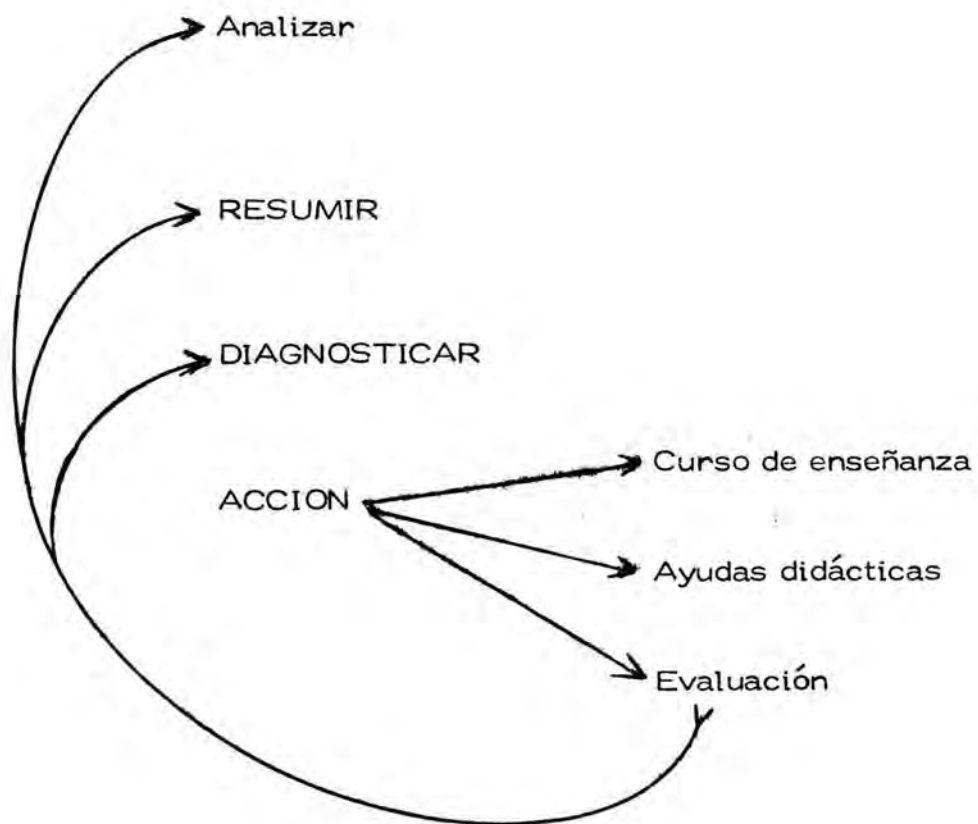 Analizar
RESUMIR
DIAGNOSTICAR
Curso de enseñanza
ACCION
Ayudas didácticas
Evaluación